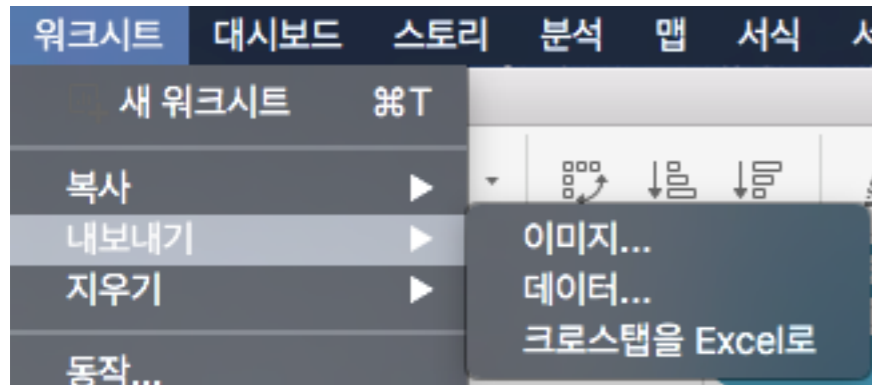 워크시트 대시보드 스토리 분석 맵 서식
새 워크시트 ⌘T
복사 ▶
내보내기 ▶
이미지...
데이터...
크로스탭을 Excel로
지우기 ▶
동작...